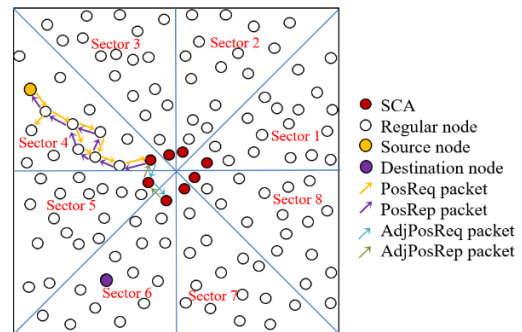 Sector 3
Sector 2
Sector 4
Sector 1
Sector 5
Sector 8
Sector 6
Sector 7
SCA
Regular node
Source node
Destination node
PosReq packet
PosRep packet
AdjPosReq packet
AdjPosRep packet